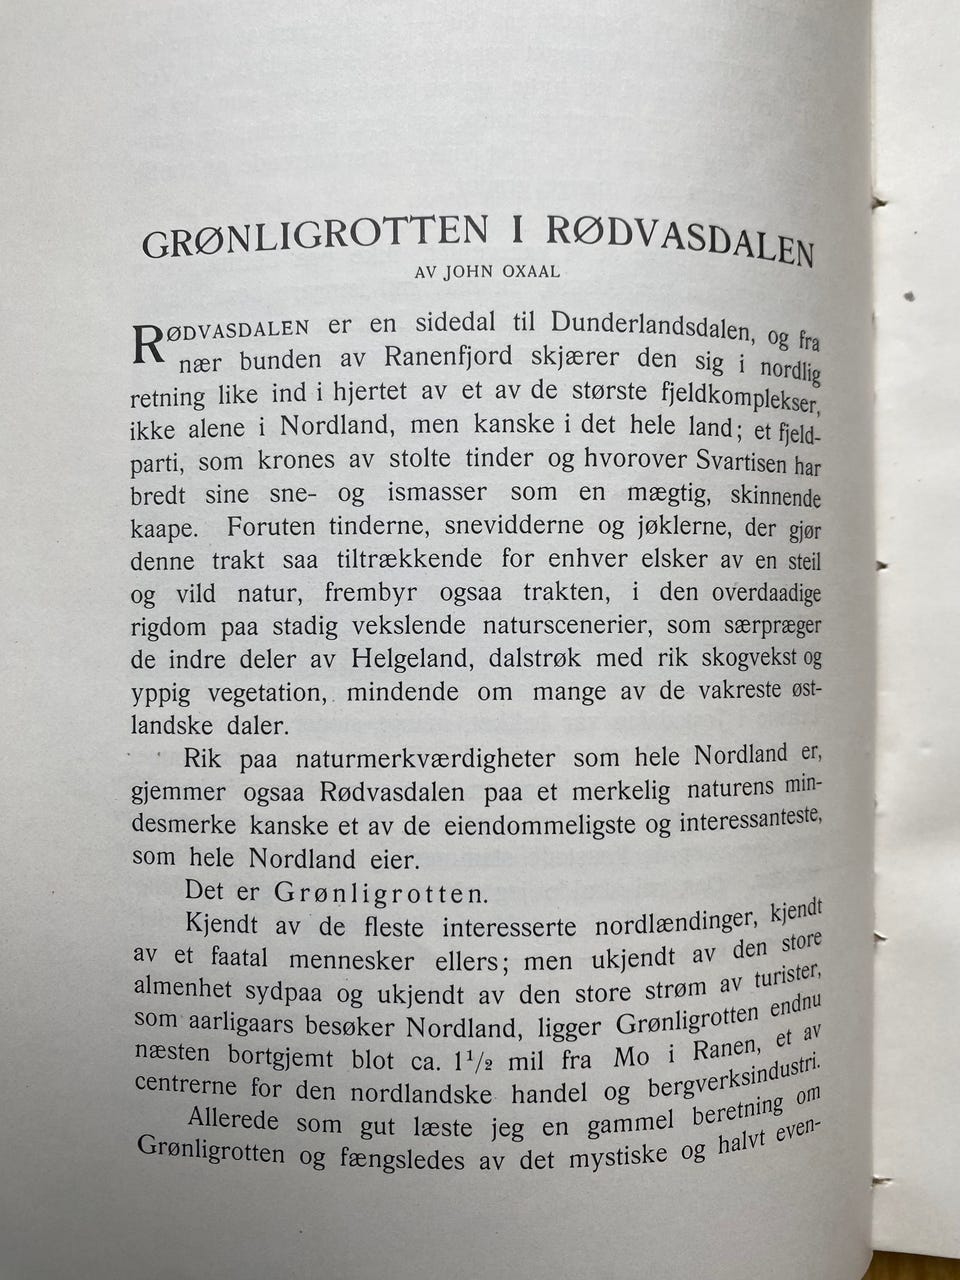 GRØNLIGROTTEN I RØDVASDALEN
AV JOHN OXAAL
RØDVASDALEN er en sidedal til Dunderlandsdalen, og fra
nær bunden av Ranenfjord skjærer den sig i nordlig
retning like ind i hjertet av et av de største fjeldkomplekser,
ikke alene i Nordland, men kanske i det hele land; et fjeld-
parti, som krones av stolte tinder og hvorover Svartisen har
bredt sine sne- og ismasser som en mægtig, skinnende
kaape. Foruten tinderne, snevidderne og jøklerne, der gjør
denne trakt saa tiltrækkende for enhver elsker av en steil
og vild natur, frembyr ogsaa trakten, i den overdaadige
rigdom paa stadig vekslende naturscenerier, som særpræger
de indre deler av Helgeland, dalstrøk med rik skogvekst og
yppig vegetation, mindende om mange av de vakreste øst-
landske daler.
Rik paa naturmerkværdigheter som hele Nordland er,
gjemmer ogsaa Rødvasdalen paa et merkelig naturens min-
desmerke kanske et av de eiendommeligste og interessanteste,
som hele Nordland eier.
Det er Grønligrotten.
Kjendt av de fleste interesserte nordlændinger, kjendt
av et faatal mennesker ellers; men ukjendt av den store
almenhet sydpaa og ukjendt av den store strøm av turister,
som aarligaars besøker Nordland, ligger Grønligrotten endnu
næsten bortgjemt blot ca. 1 1/2 mil fra Mo i Ranen, et av
centrerne for den nordlandske handel og bergverksindustri.
Allerede som gut læste jeg en gammel beretning om
Grønligrotten og fængsledes av det mystiske og halvt even-